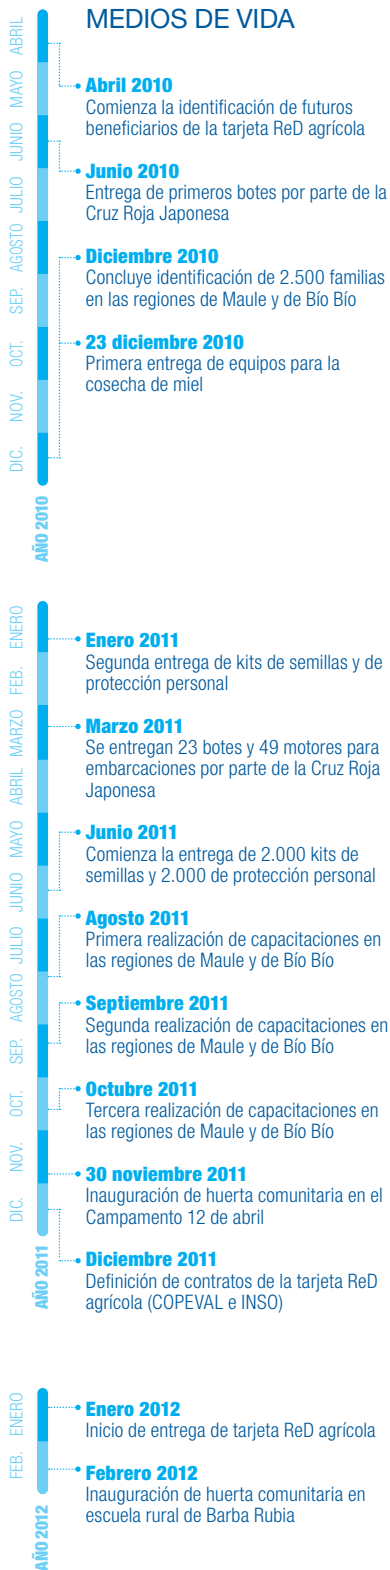 MEDIOS DE VIDA
ABRIL
MAYO
JUNIO
JULIO
AGOSTO
SEP.
OCT.
NOV.
DIC.
AÑO 2010
Abril 2010
Comienza la identificación de futuros
beneficiarios de la tarjeta ReD agrícola
Junio 2010
Entrega de primeros botes por parte de la
Cruz Roja Japonesa
Diciembre 2010
Concluye identificación de 2.500 familias
en las regiones de Maule y de Bío Bío
23 diciembre 2010
Primera entrega de equipos para la
cosecha de miel
ENERO
FEB.
MARZO
ABRIL
MAYO
JUNIO
JULIO
AGOSTO
SEP.
OCT.
NOV.
DIC.
AÑO 2011
Enero 2011
Segunda entrega de kits de semillas y de
protección personal
Marzo 2011
Se entregan 23 botes y 49 motores para
embarcaciones por parte de la Cruz Roja
Japonesa
Junio 2011
Comienza la entrega de 2.000 kits de
semillas y 2.000 de protección personal
Agosto 2011
Primera realización de capacitaciones en
las regiones de Maule y de Bío Bío
Septiembre 2011
Segunda realización de capacitaciones en
las regiones de Maule y de Bío Bío
Octubre 2011
Tercera realización de capacitaciones en
las regiones de Maule y de Bío Bío
30 noviembre 2011
Inauguración de huerta comunitaria en el
Campamento 12 de abril
Diciembre 2011
Definición de contratos de la tarjeta ReD
agrícola (COPEVAL e INSO)
ENERO
FEB.
AÑO 2012
Enero 2012
Inicio de entrega de tarjeta ReD agrícola
Febrero 2012
Inauguración de huerta comunitaria en
escuela rural de Barba Rubia